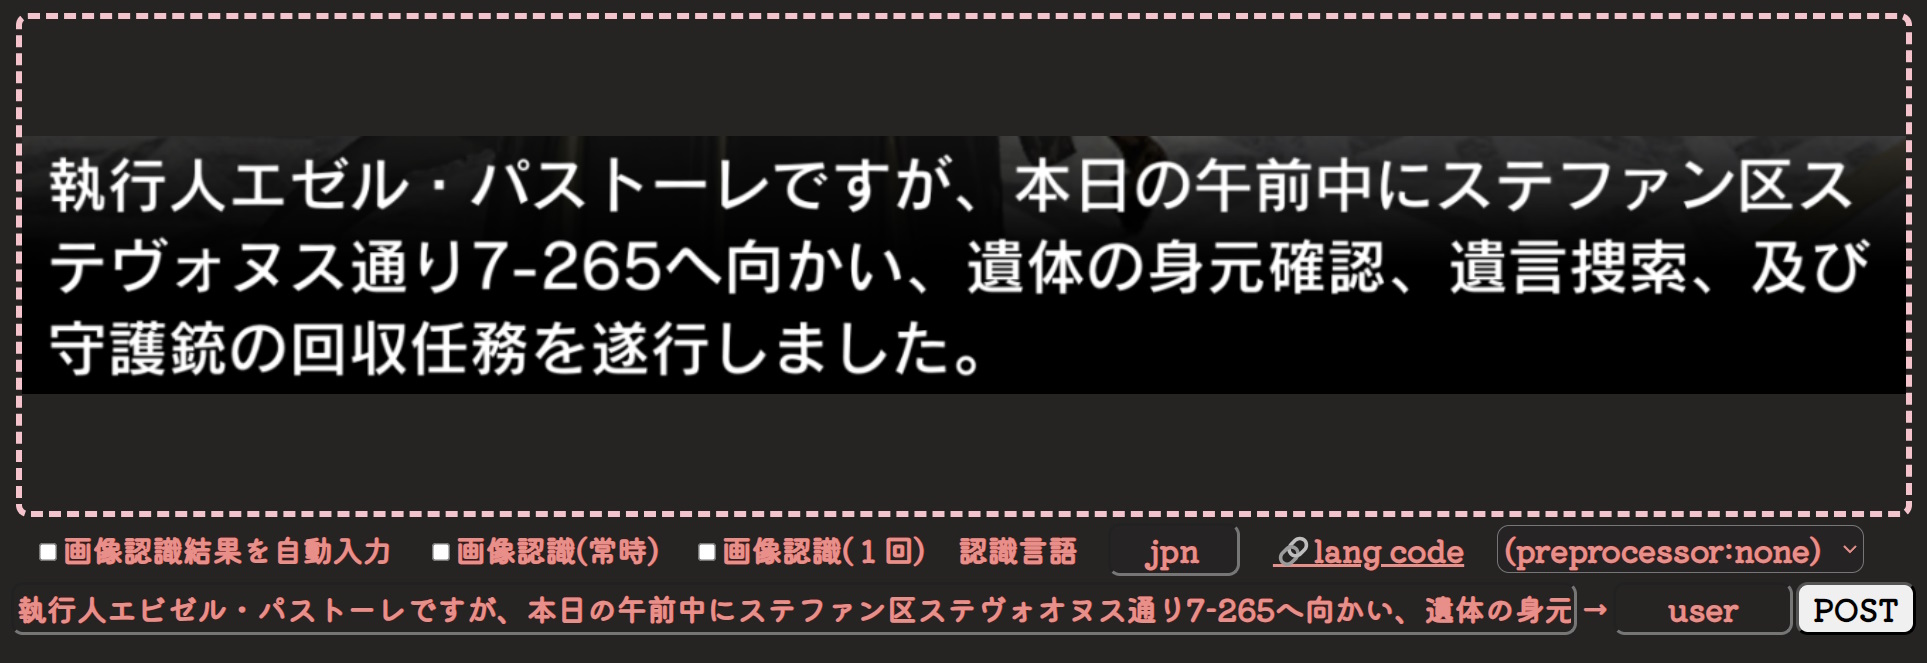 執行人エゼル・パストーレですが、本日の午前中にステファン区ス
テヴォヌス通り7-265へ向かい、遺体の身元確認、遺言捜索、及び
守護銃の回収任務を遂行しました。
画像認識結果を自動入力 画像認識(常時) 画像認識(１回) 認識言語 jpn 🔗lang code (preprocessor:none)
執行人エビゼル・パストーレですが、本日の午前中にステファン区ステヴォオヌス通り7-265へ向かい、遺体の身元 → user POST